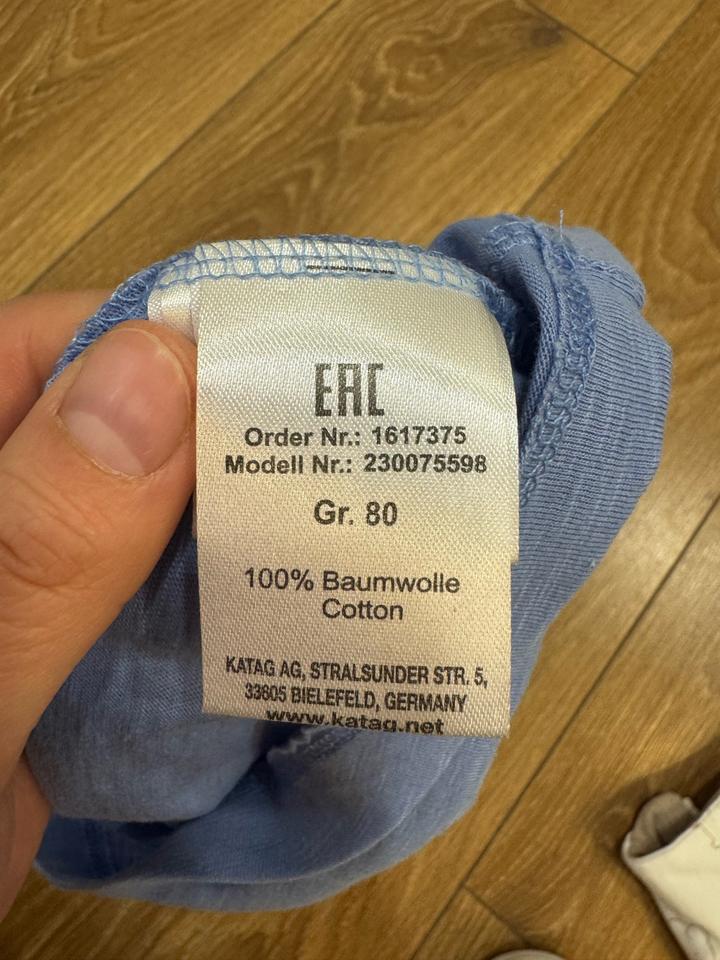 EAC
Order Nr.: 1617375
Modell Nr.: 230075598
Gr. 80
100% Baumwolle
Cotton
KATAG AG, STRALSUNDER STR. 5,
33605 BIELEFELD, GERMANY
www.katag.net